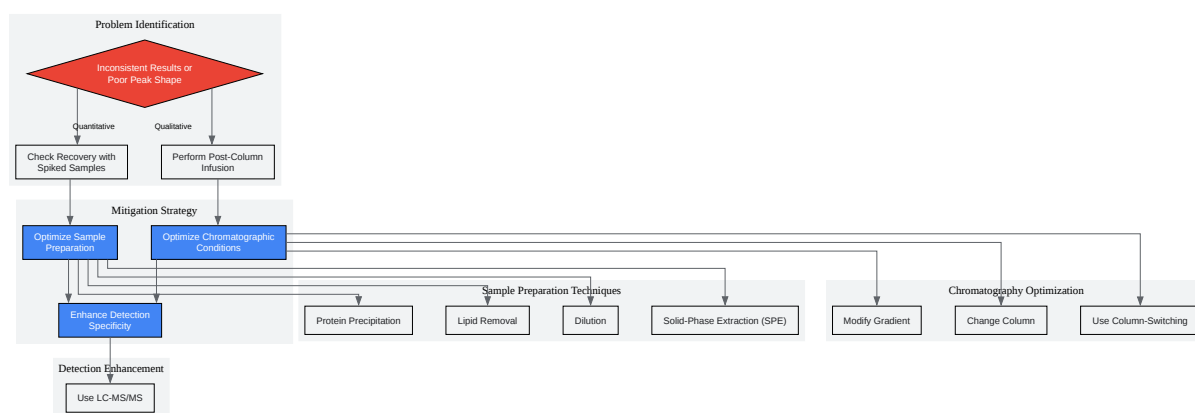 Problem Identification
Inconsistent Results or
Poor Peak Shape
Quantitative
Qualitative
Check Recovery with
Spiked Samples
Perform Post-Column
Infusion
Mitigation Strategy
Optimize Sample
Preparation
Optimize Chromatographic
Conditions
Enhance Detection
Specificity
Sample Preparation Techniques
Protein Precipitation
Lipid Removal
Dilution
Solid-Phase Extraction (SPE)
Chromatography Optimization
Modify Gradient
Change Column
Use Column-Switching
Detection Enhancement
Use LC-MS/MS